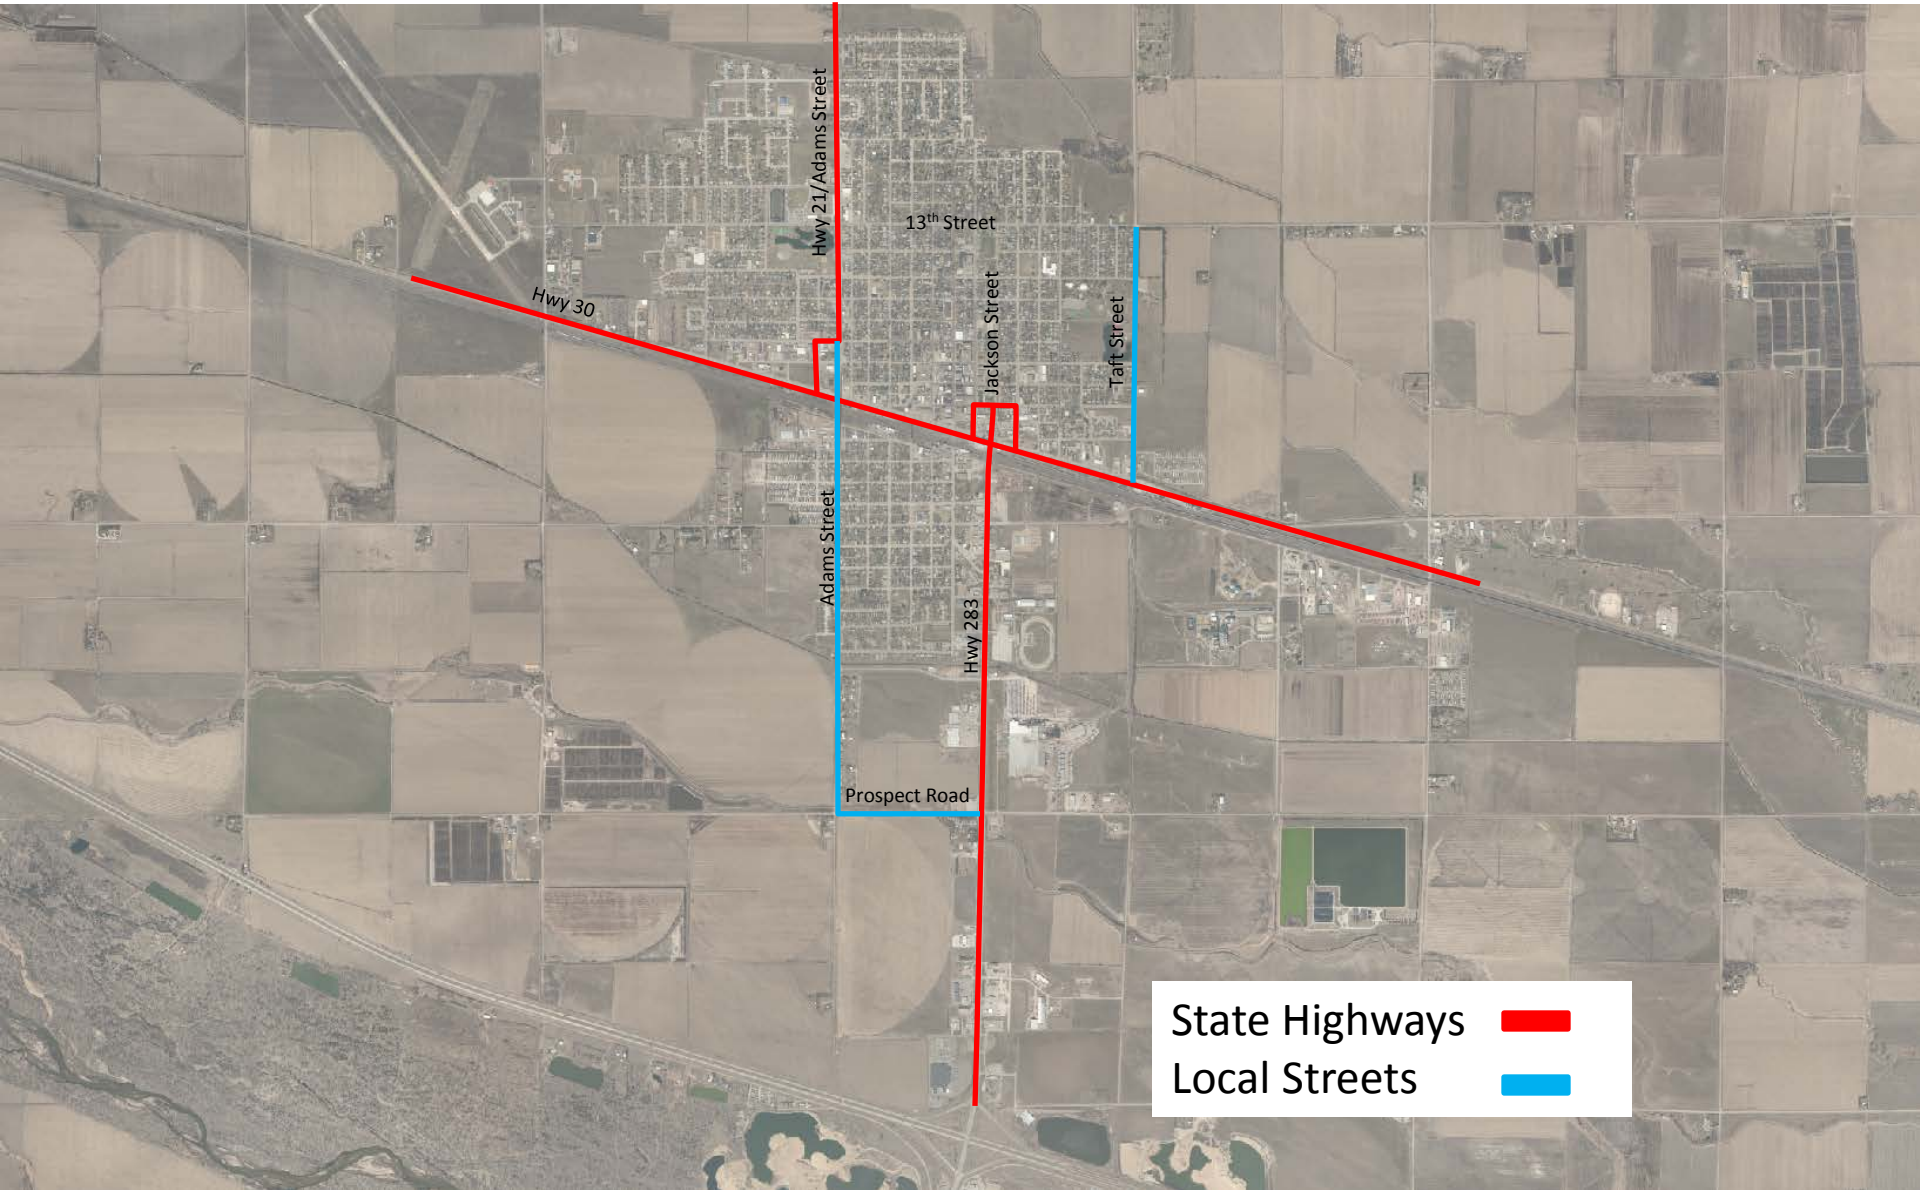 Hwy 21/Adams Street
13th Street
Hwy 30
Jackson Street
Taft Street
Adams Street
Hwy 283
Prospect Road
State Highways
Local Streets